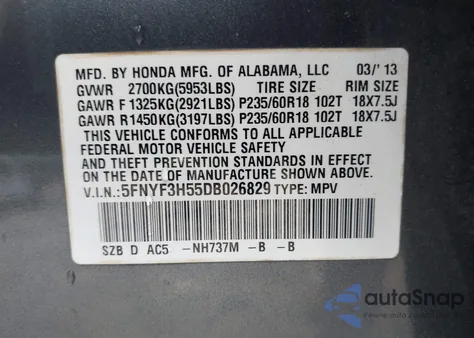 MFD. BY HONDA MFG. OF ALABAMA, LLC 03/'13
GVWR 2700KG(5953LBS) TIRE SIZE RIM SIZE
GAWR F 1325KG(2921LBS) P235/60R18 102T 18X7.5J
GAWR R1450KG(3197LBS) P235/60R18 102T 18X7.5J
THIS VEHICLE CONFORMS TO ALL APPLICABLE
FEDERAL MOTOR VEHICLE SAFETY
AND THEFT PREVENTION STANDARDS IN EFFECT
ON THE DATE OF MANUFACTURE SHOWN ABOVE.
V.I.N.:5FNYF3H55DB026829 TYPE: MPV
SZB D AC5 -NH737M -B -B
autoSnap
Pewne auto z